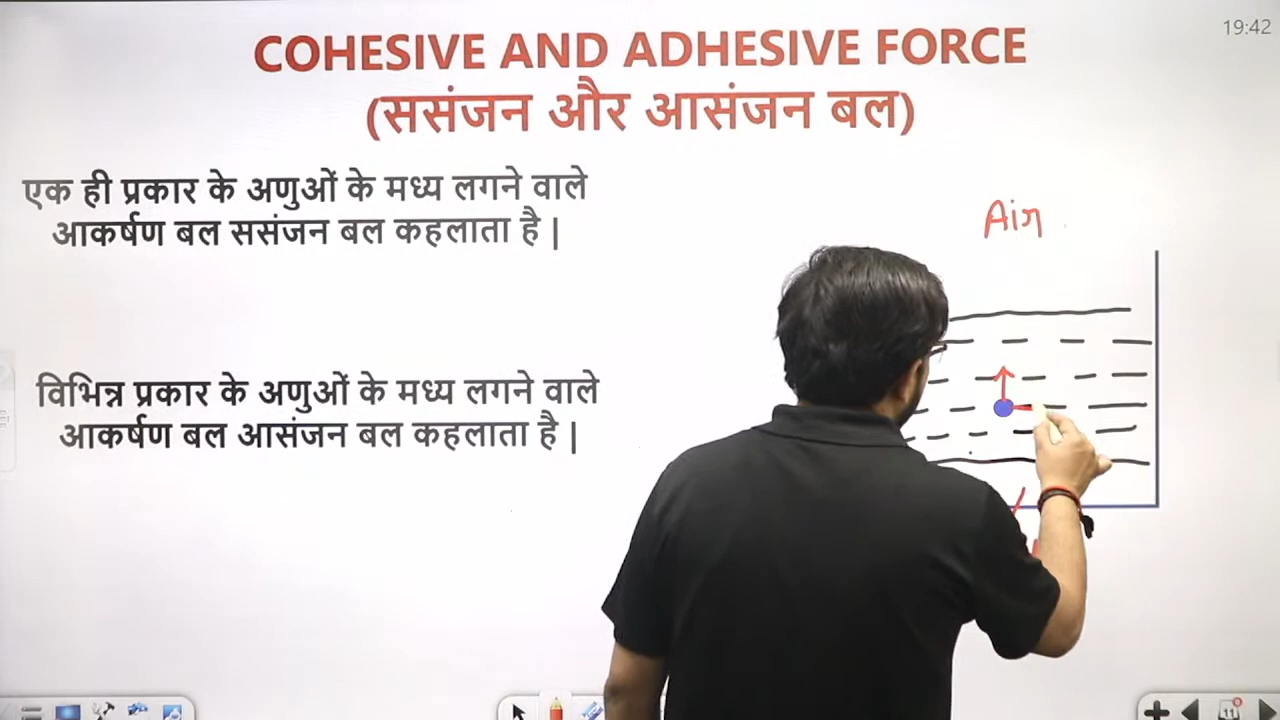 19:42
COHESIVE AND ADHESIVE FORCE
(ससंजन और आसंजन बल)
एक ही प्रकार के अणुओं के मध्य लगने वाले
आकर्षण बल ससंजन बल कहलाता है |
Air
विभिन्न प्रकार के अणुओं के मध्य लगने वाले
आकर्षण बल आसंजन बल कहलाता है |
11